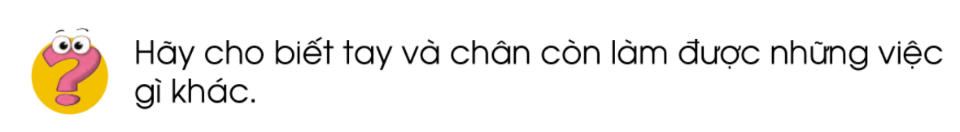 Hãy cho biết tay và chân còn làm được những việc
gì khác.